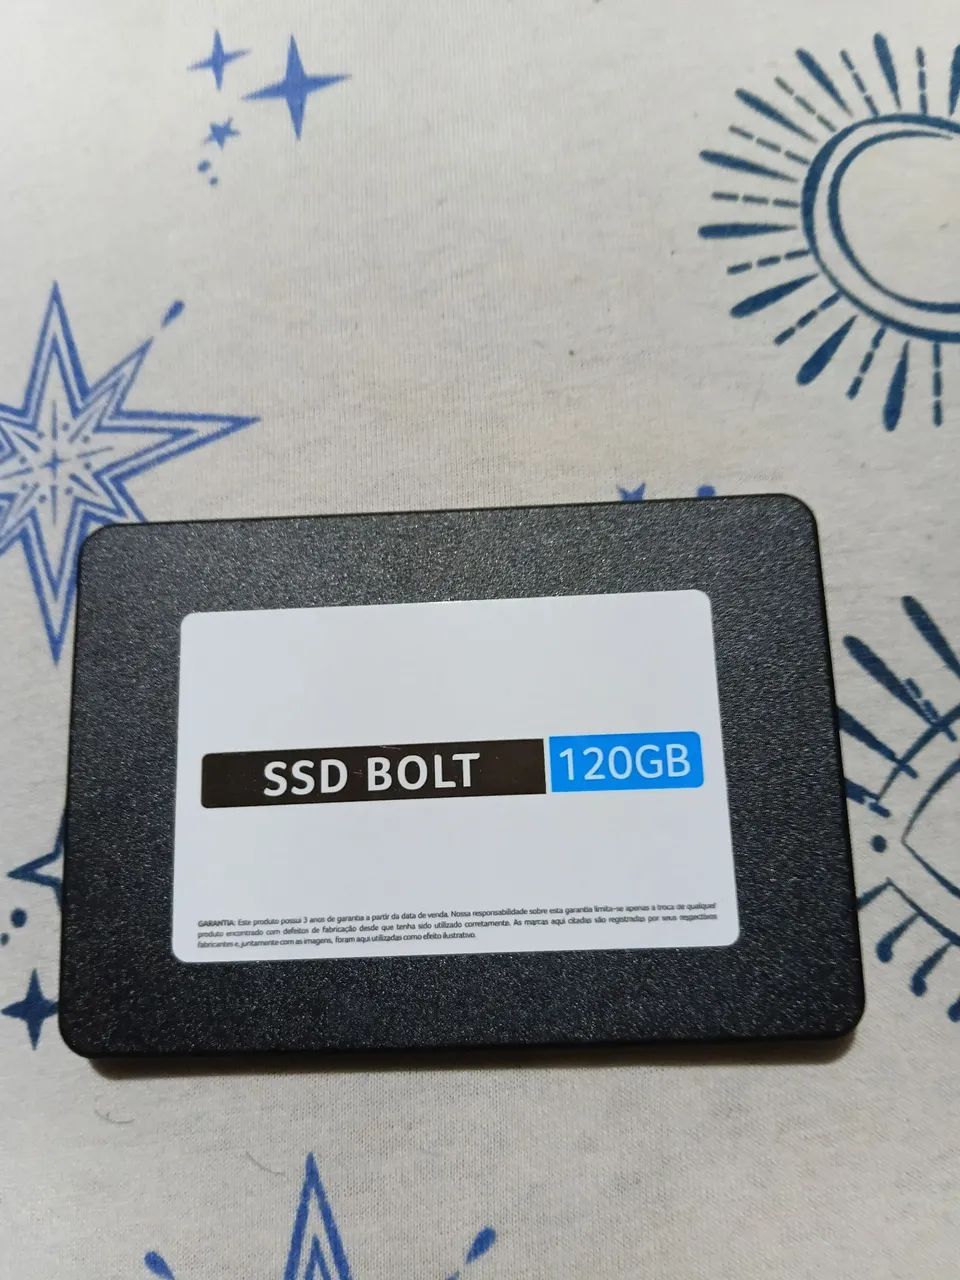 SSD BOLT 120GB
GARANTIA: Este produto possui 3 anos de garantia a partir da data de venda. Nossa responsabilidade sobre esta garantia limita-se apenas a troca de qualquer
produto encontrado com defeitos de fabricação desde que tenha sido utilizado corretamente. As marcas aqui citadas são registradas por seus respectivos
fabricantes e, juntamente com as imagens, foram aqui utilizadas como efeito ilustrativo.